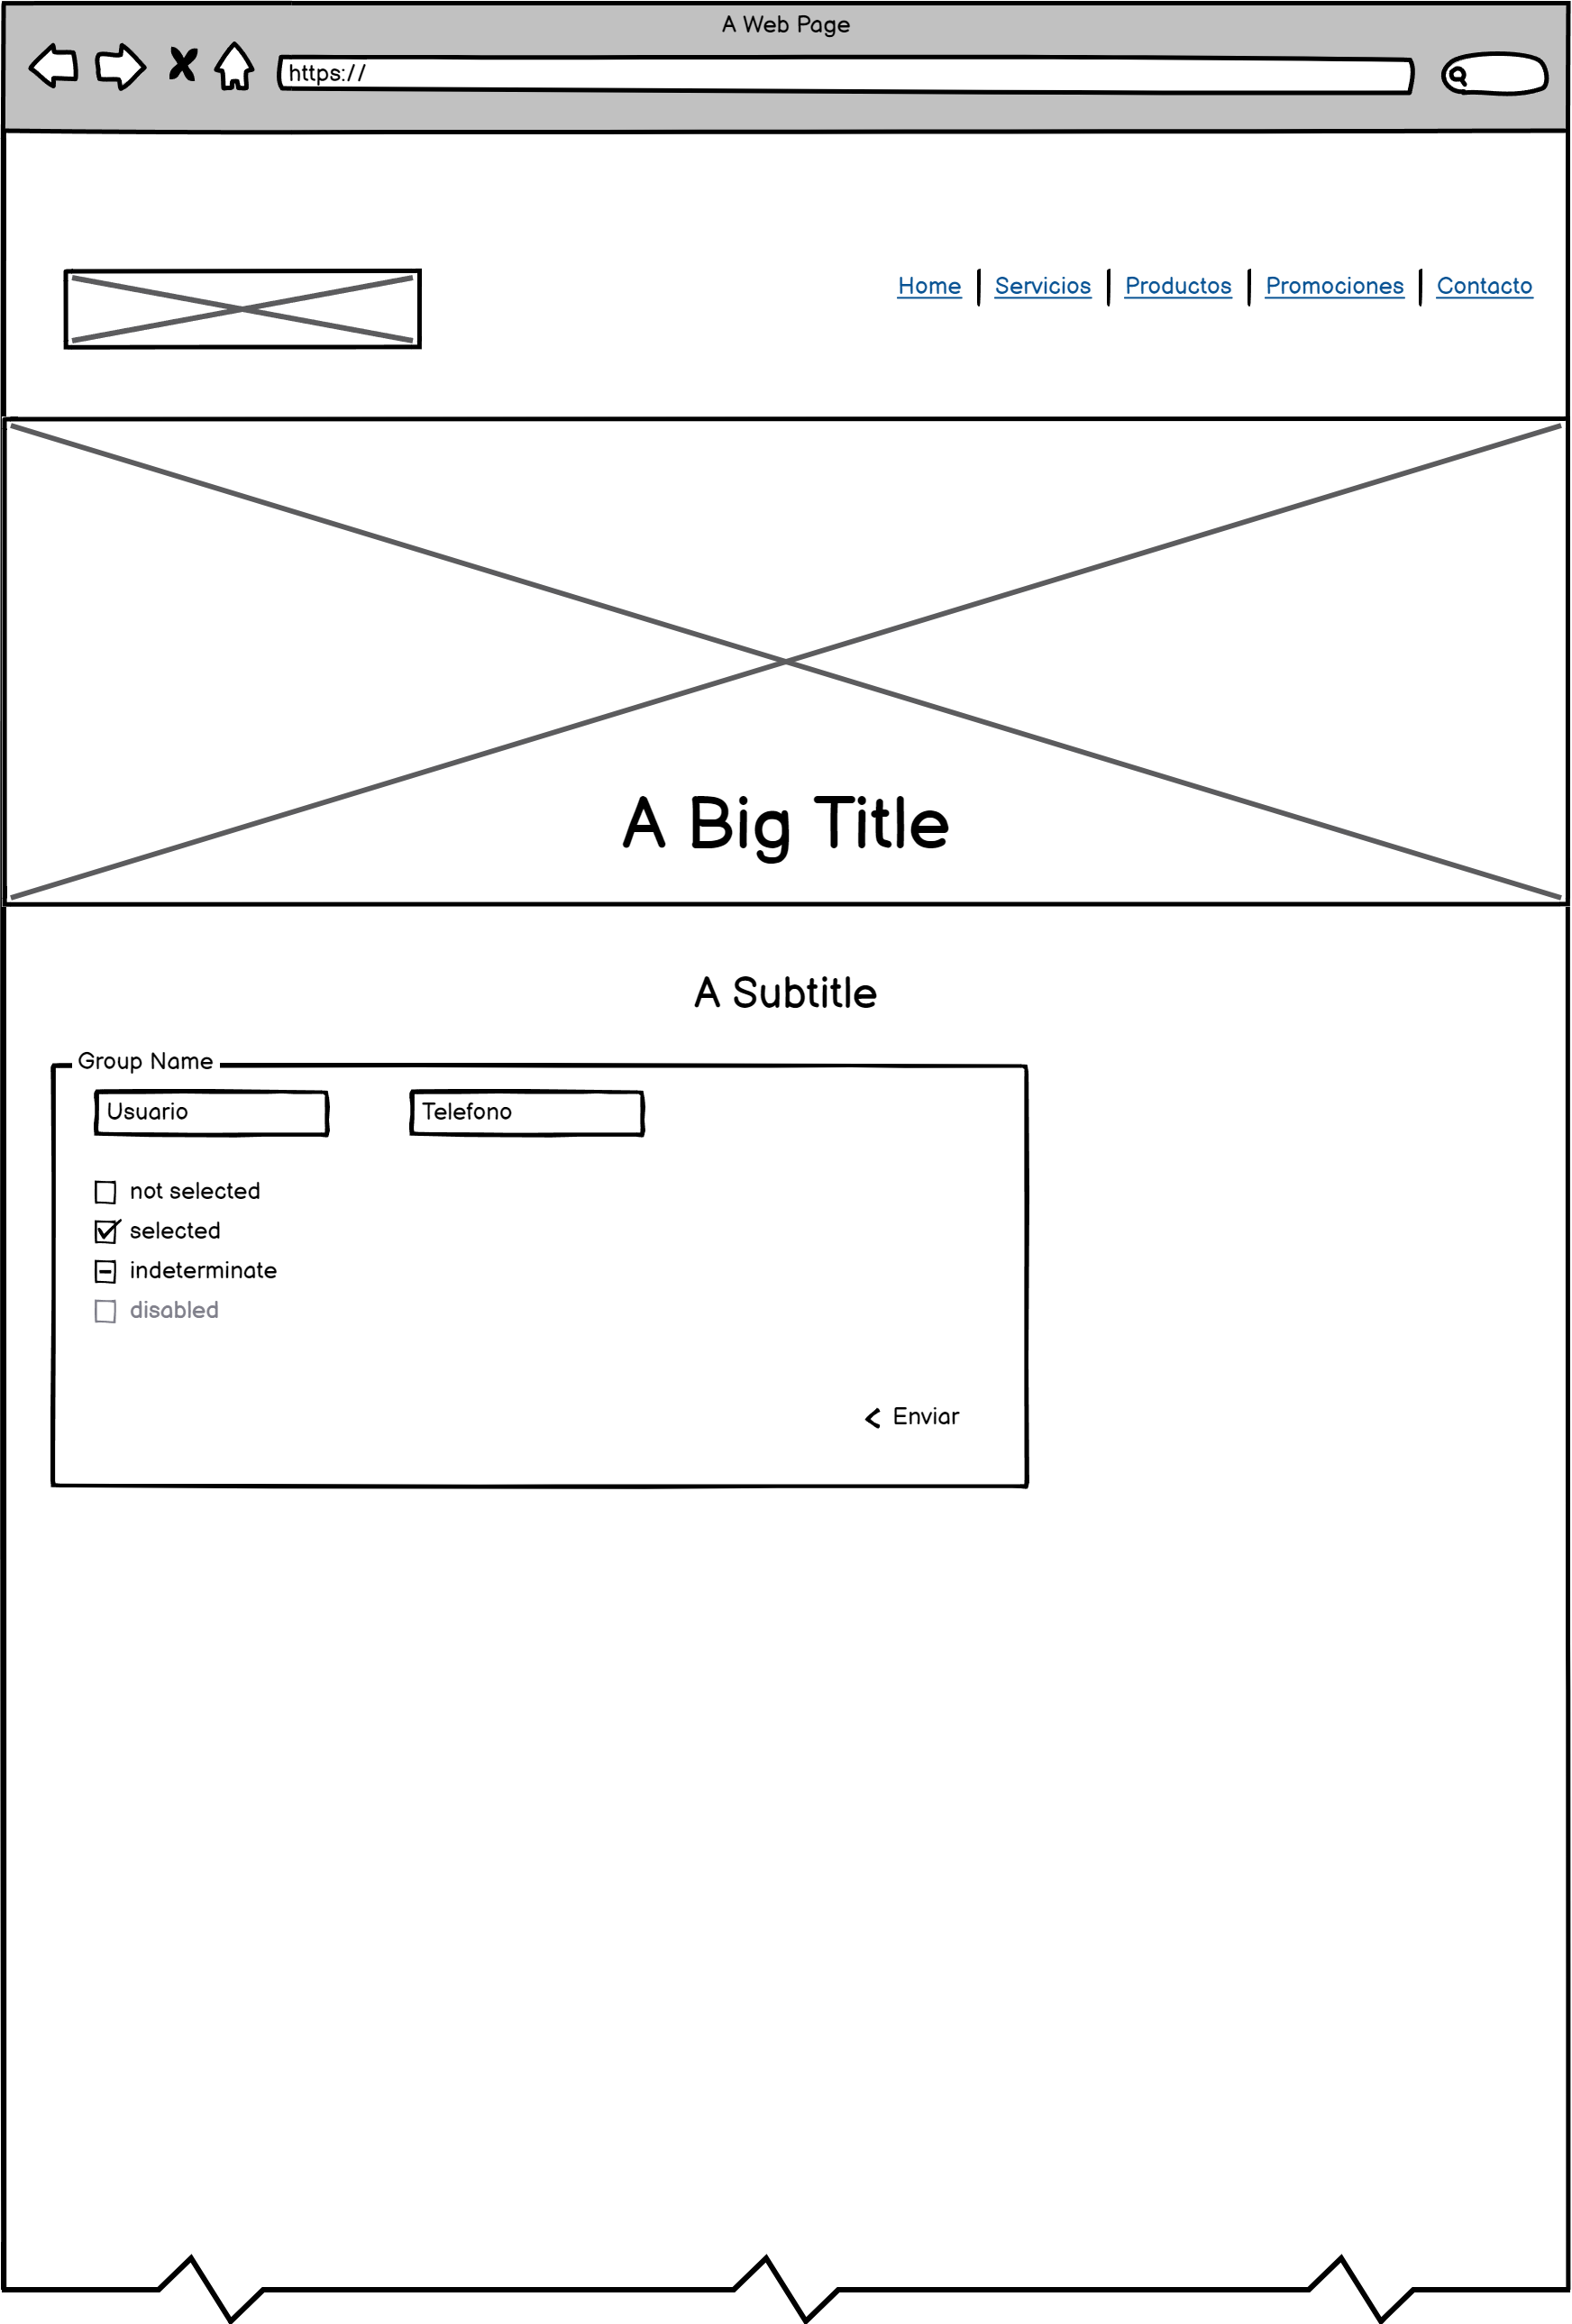 A Web Page
https://
Home Servicios Productos Promociones Contacto
A Big Title
A Subtitle
Group Name
Usuario Telefono
not selected
selected
indeterminate
disabled
Enviar